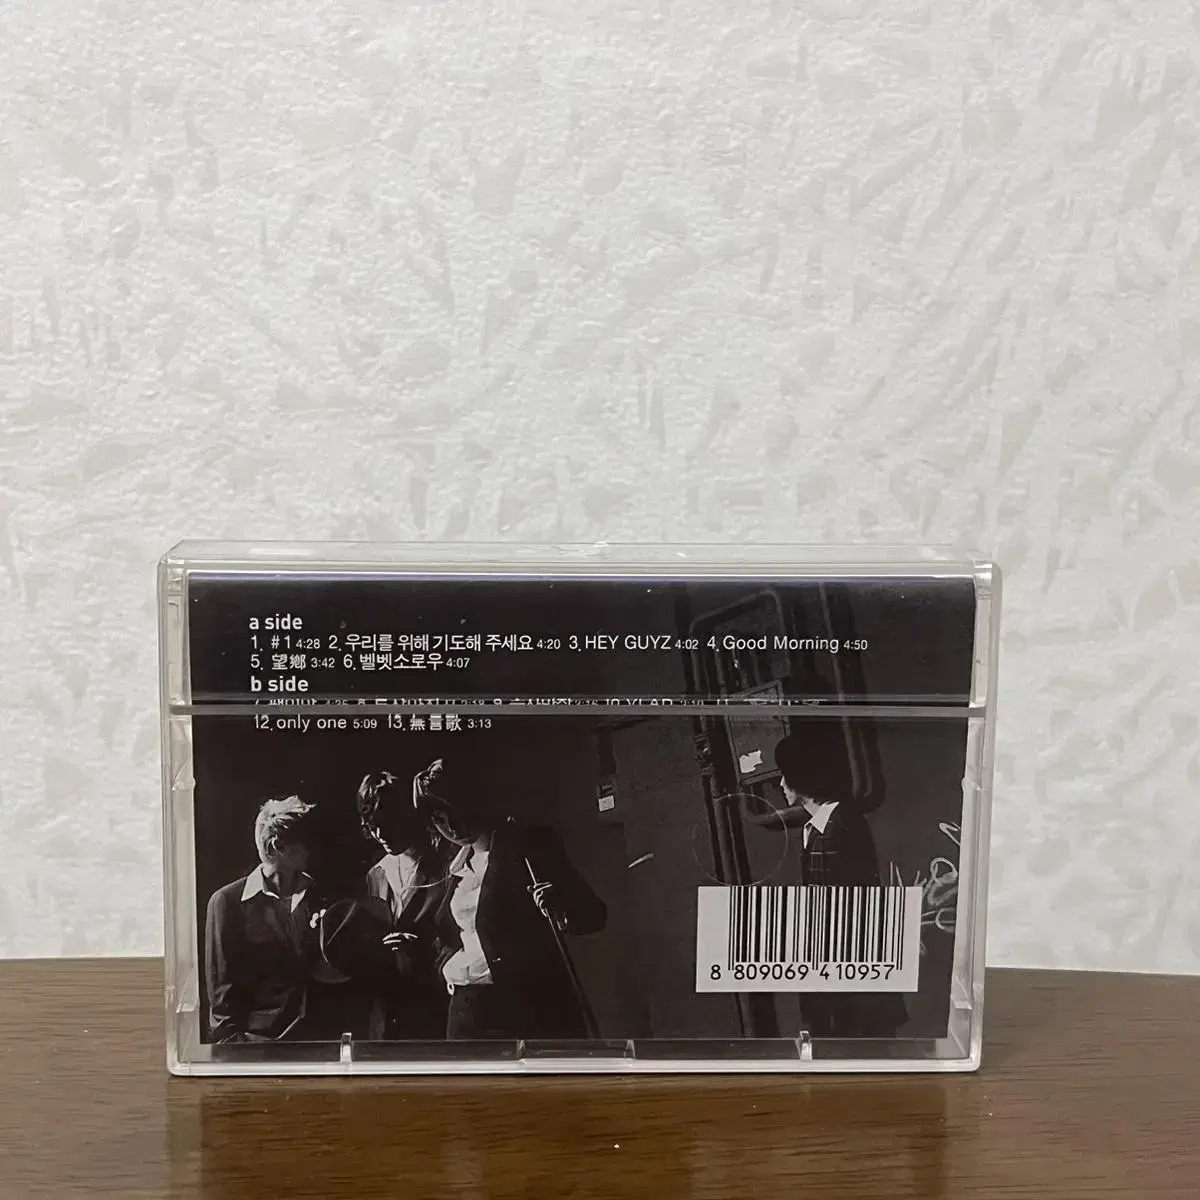 a side
1. #1 4:28 2. 우리를 위해 기도해 주세요 4:20 3. HEY GUYZ 4:02 4. Good Morning 4:50
5. 望鄕 3:42 6. 벨벳소로우 4:07
b side
12. only one 5:09 13. 無言歌 3:13
8 809069 410957